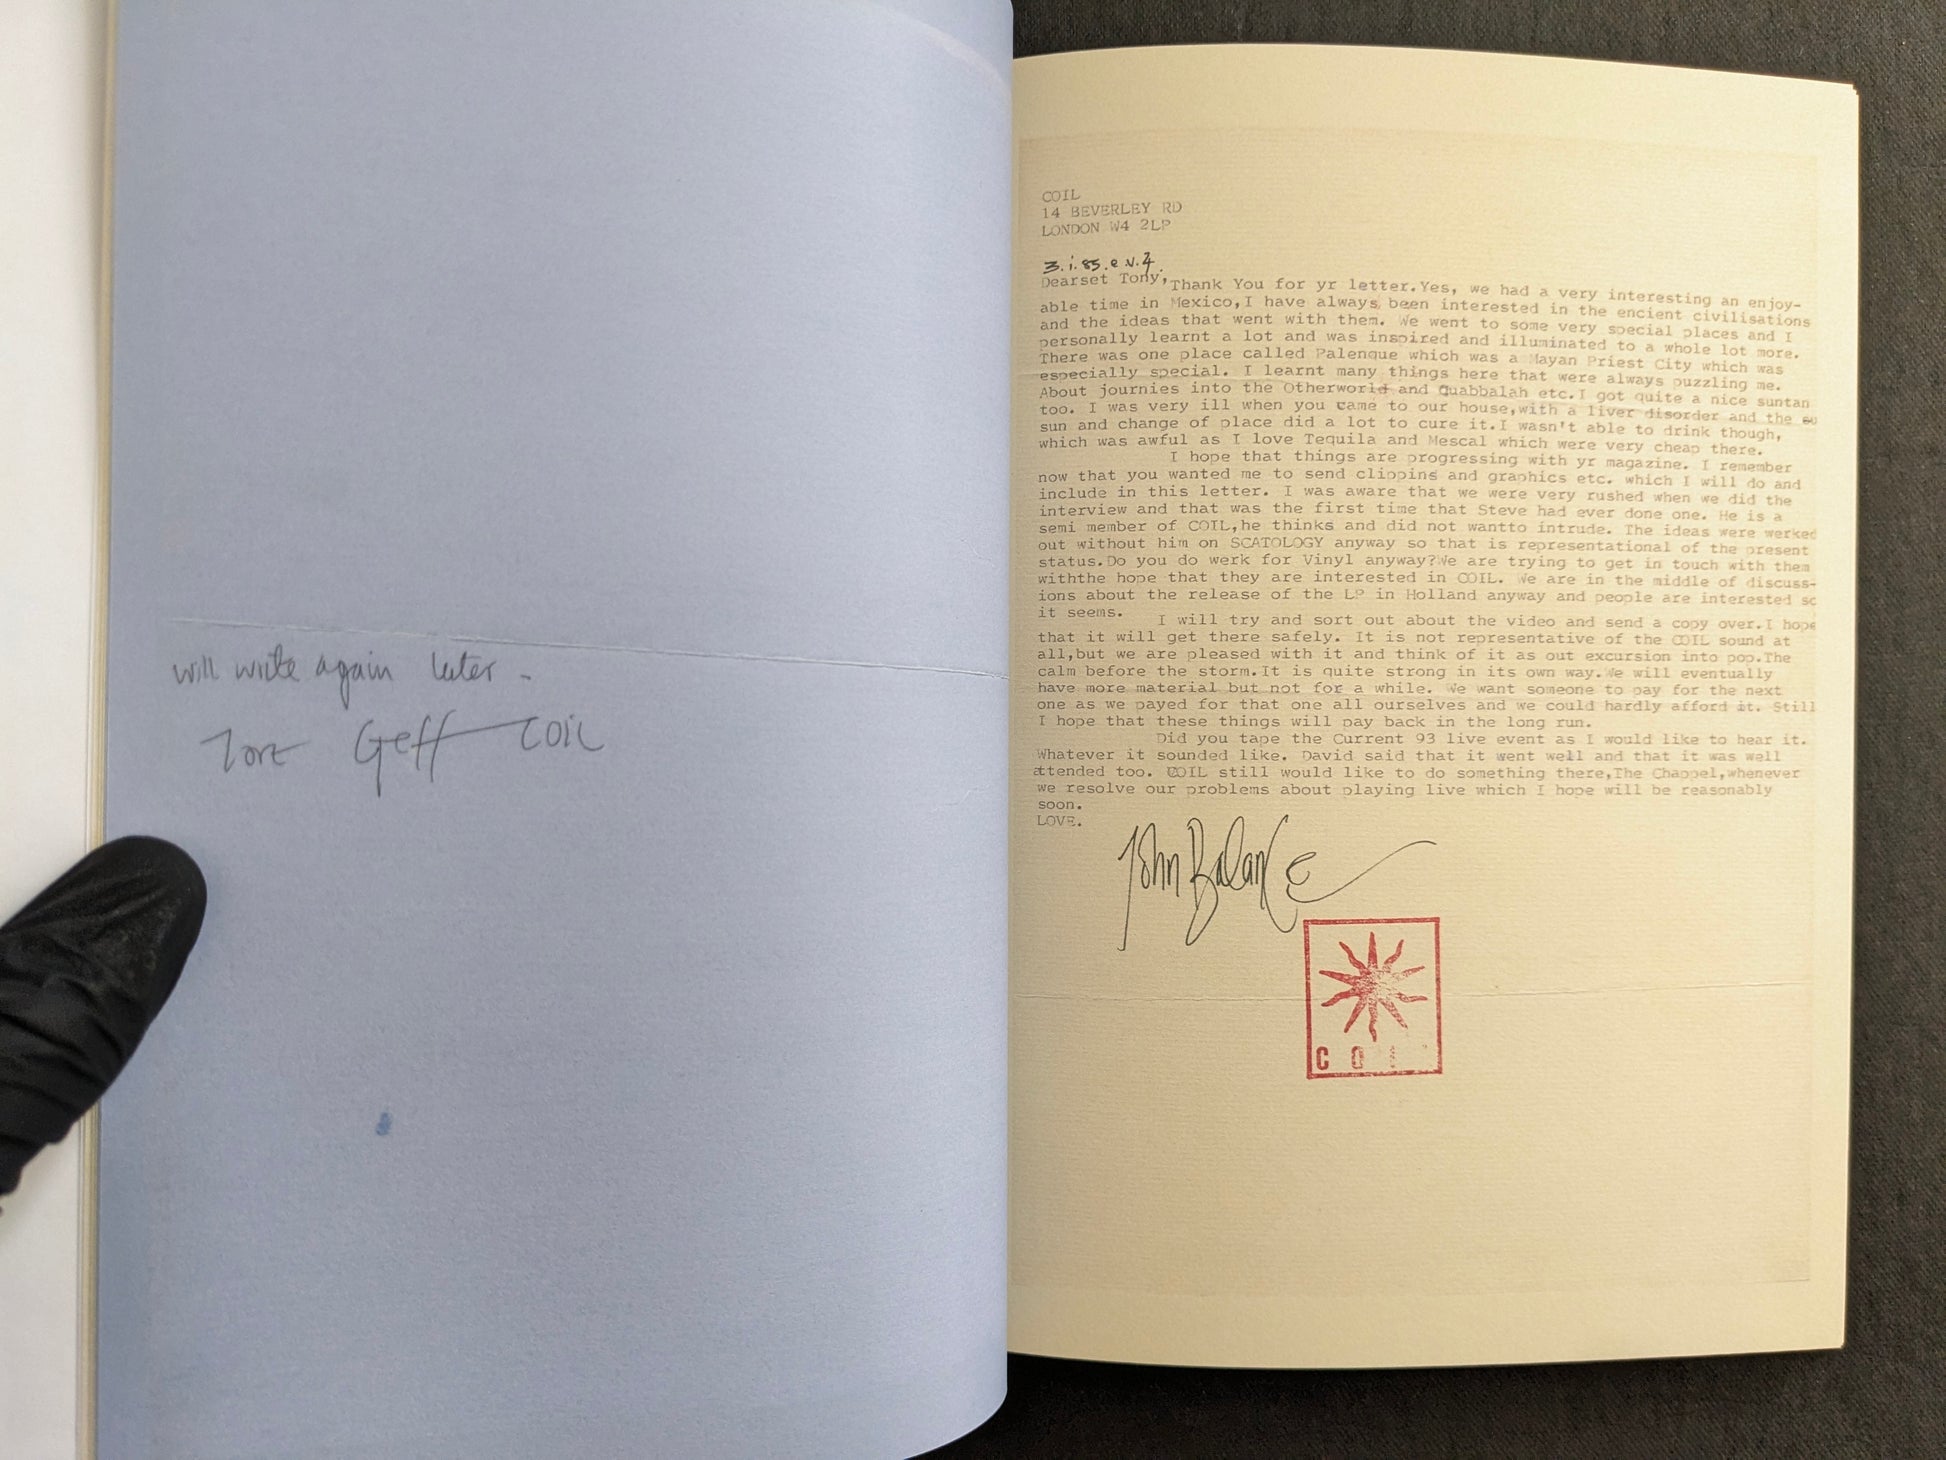 will write again later -
love Geff COIL
COIL
14 BEVERLEY RD
LONDON W4 2LP
3.i.85.e.v.
Dearset Tony,Thank You for yr letter.Yes, we had a very interesting an enjoy-
able time in Mexico,I have always been interested in the encient civilisations
and the ideas that went with them. We went to some very special places and I
personally learnt a lot and was inspired and illuminated to a whole lot more.
There was one place called Palenque which was a Mayan Priest City which was
especially special. I learnt many things here that were always puzzling me.
About journies into the Otherworld and Quabbalah etc.I got quite a nice suntan
too. I was very ill when you came to our house,with a liver disorder and the
sun and change of place did a lot to cure it.I wasn't able to drink though,
which was awful as I love Tequila and Mescal which were very cheap there.
I hope that things are progressing with yr magazine. I remember
now that you wanted me to send clippins and graphics etc. which I will do and
include in this letter. I was aware that we were very rushed when we did the
interview and that was the first time that Steve had ever done one. He is a
semi member of COIL,he thinks and did not wantto intrude. The ideas were werked
out without him on SCATOLOGY anyway so that is representational of the present
status.Do you do werk for Vinyl anyway?We are trying to get in touch with them
withthe hope that they are interested in COIL. We are in the middle of discuss-
ions about the release of the LP in Holland anyway and people are interested so
it seems.
I will try and sort out about the video and send a copy over.I hope
that it will get there safely. It is not representative of the COIL sound at
all,but we are pleased with it and think of it as out excursion into pop.The
calm before the storm.It is quite strong in its own way.We will eventually
have more material but not for a while. We want someone to pay for the next
one as we payed for that one all ourselves and we could hardly afford it. Still
I hope that these things will pay back in the long run.
Did you tape the Current 93 live event as I would like to hear it.
Whatever it sounded like. David said that it went well and that it was well
attended too. COIL still would like to do something there,The Chappel,whenever
we resolve our problems about playing live which I hope will be reasonably
soon.
LOVE.
John Balance
CO